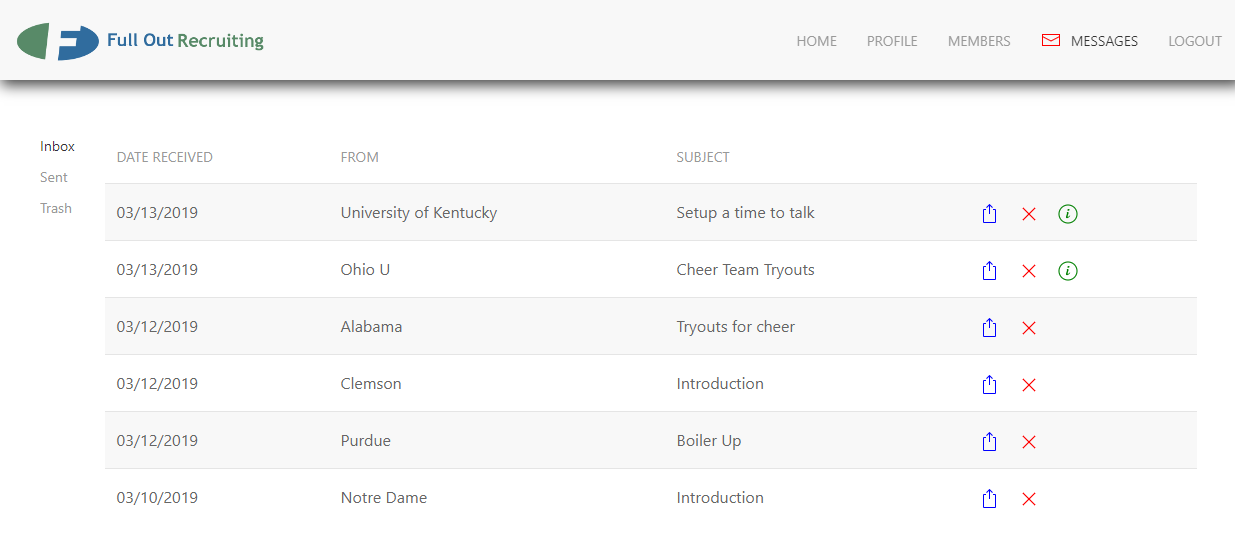 Full Out Recruiting
HOME PROFILE MEMBERS MESSAGES LOGOUT
Inbox
Sent
Trash
DATE RECEIVED FROM SUBJECT
03/13/2019 University of Kentucky Setup a time to talk
03/13/2019 Ohio U Cheer Team Tryouts
03/12/2019 Alabama Tryouts for cheer
03/12/2019 Clemson Introduction
03/12/2019 Purdue Boiler Up
03/10/2019 Notre Dame Introduction